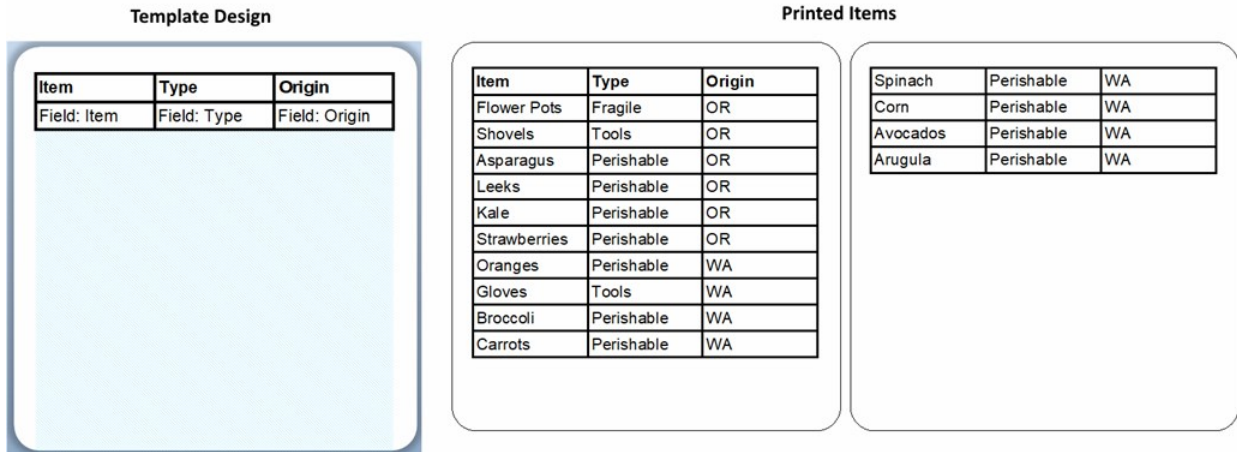 Template Design
Item Type Origin
Field: Item Field: Type Field: Origin
Printed Items
Item Type Origin
Flower Pots Fragile OR
Shovels Tools OR
Asparagus Perishable OR
Leeks Perishable OR
Kale Perishable OR
Strawberries Perishable OR
Oranges Perishable WA
Gloves Tools WA
Broccoli Perishable WA
Carrots Perishable WA
Spinach Perishable WA
Corn Perishable WA
Avocados Perishable WA
Arugula Perishable WA